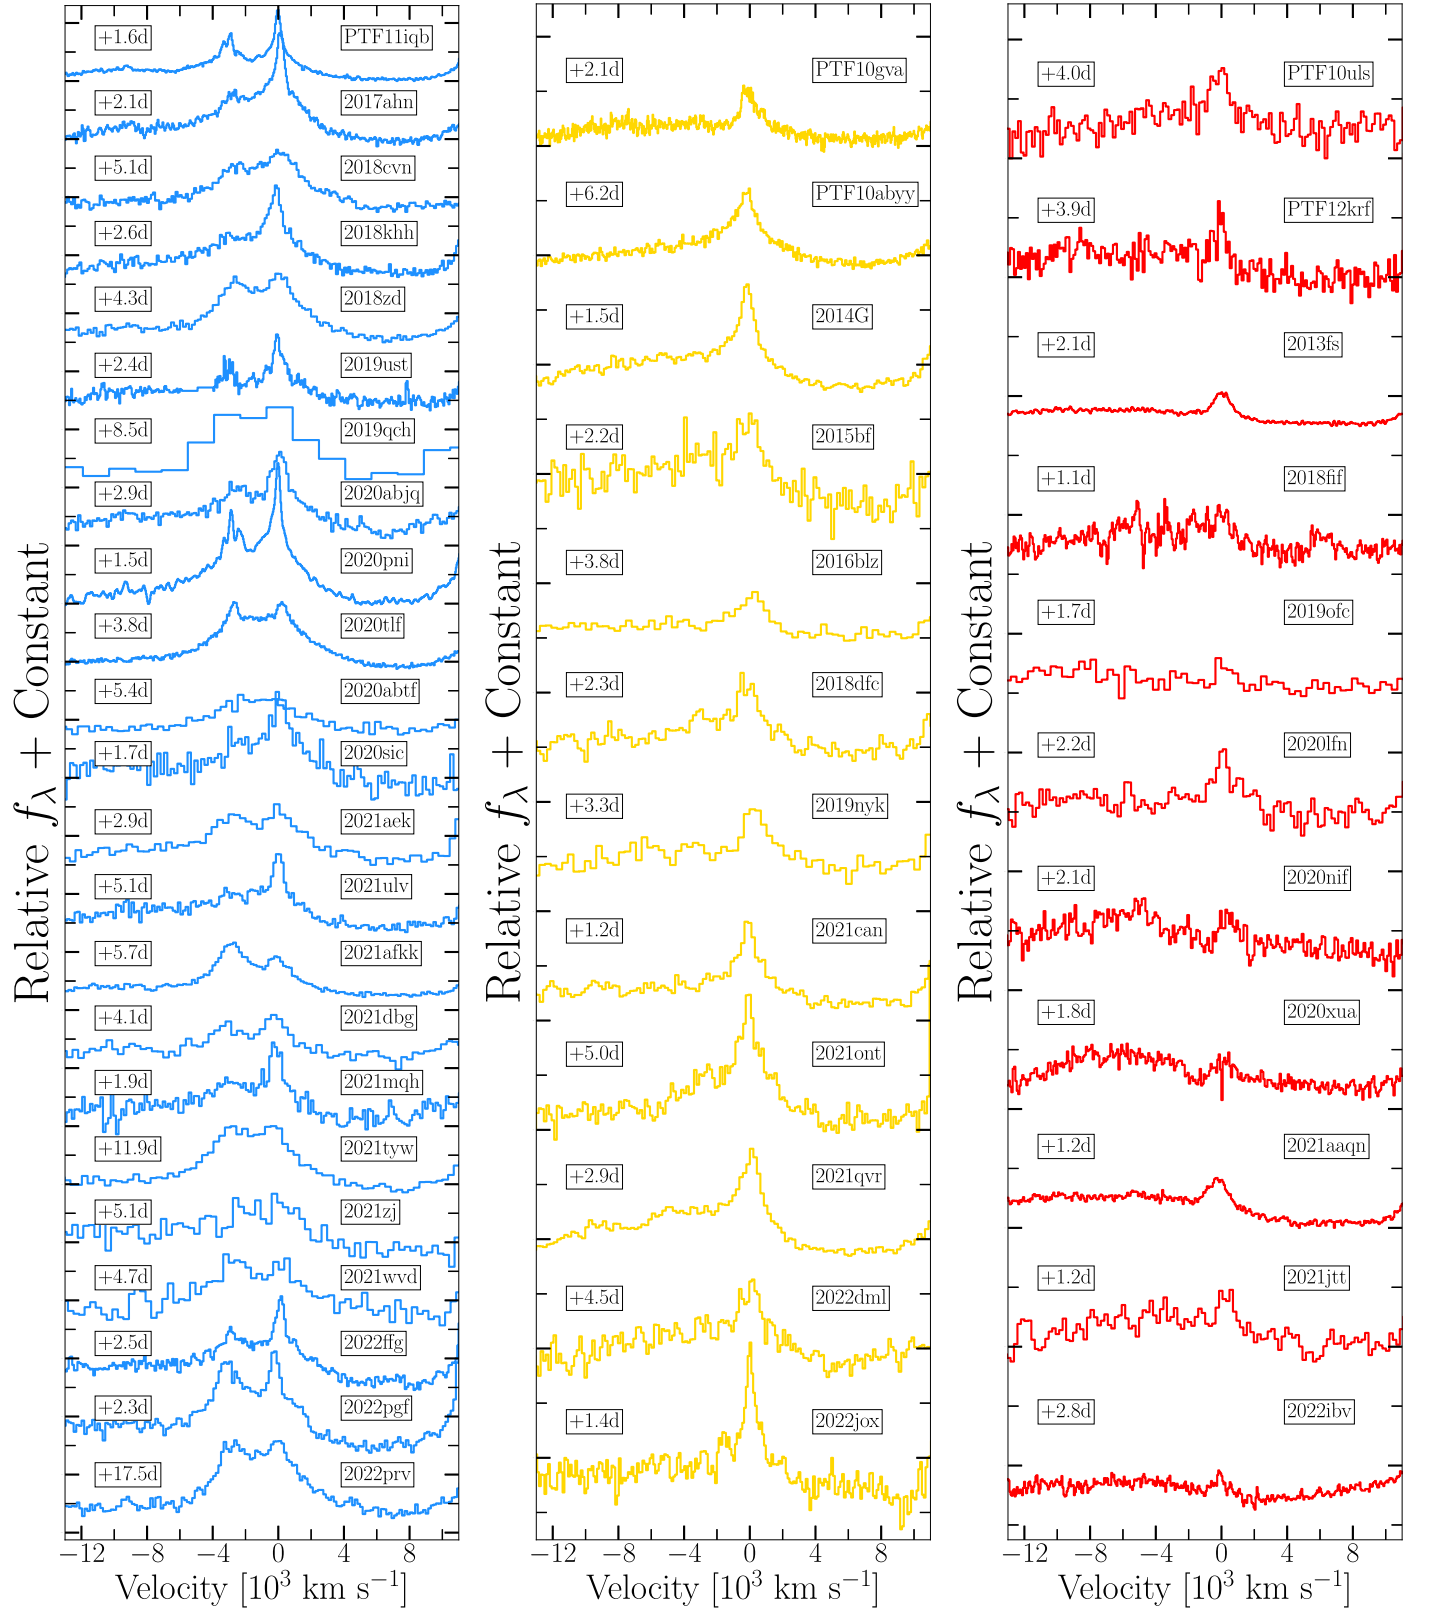 Relative fλ + Constant
+1.6d PTF11iqb
+2.1d 2017ahn
+5.1d 2018cvn
+2.6d 2018khh
+4.3d 2018zd
+2.4d 2019ust
+8.5d 2019qch
+2.9d 2020abjq
+1.5d 2020pni
+3.8d 2020tlf
+5.4d 2020abtf
+1.7d 2020sic
+2.9d 2021aek
+5.1d 2021ulv
+5.7d 2021afkk
+4.1d 2021dbg
+1.9d 2021mqh
+11.9d 2021tyw
+5.1d 2021zj
+4.7d 2021wvd
+2.5d 2022ffg
+2.3d 2022pgf
+17.5d 2022prv
−12 −8 −4 0 4 8
Velocity [10³ km s⁻¹]
Relative fλ + Constant
+2.1d PTF10gva
+6.2d PTF10abyy
+1.5d 2014G
+2.2d 2015bf
+3.8d 2016blz
+2.3d 2018dfc
+3.3d 2019nyk
+1.2d 2021can
+5.0d 2021ont
+2.9d 2021qvr
+4.5d 2022dml
+1.4d 2022jox
−12 −8 −4 0 4 8
Velocity [10³ km s⁻¹]
Relative fλ + Constant
+4.0d PTF10uls
+3.9d PTF12krf
+2.1d 2013fs
+1.1d 2018fif
+1.7d 2019ofc
+2.2d 2020lfn
+2.1d 2020nif
+1.8d 2020xua
+1.2d 2021aaqn
+1.2d 2021jtt
+2.8d 2022ibv
−12 −8 −4 0 4 8
Velocity [10³ km s⁻¹]